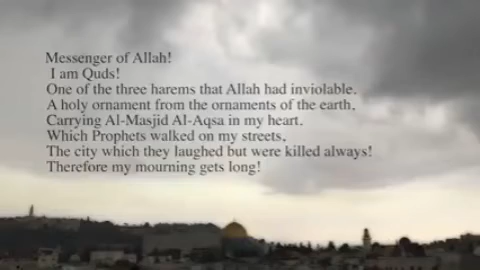 Messenger of Allah!
I am Quds!
One of the three harems that Allah had inviolable.
A holy ornament from the ornaments of the earth.
Carrying Al-Masjid Al-Aqsa in my heart.
Which Prophets walked on my streets.
The city which they laughed but were killed always!
Therefore my mourning gets long!